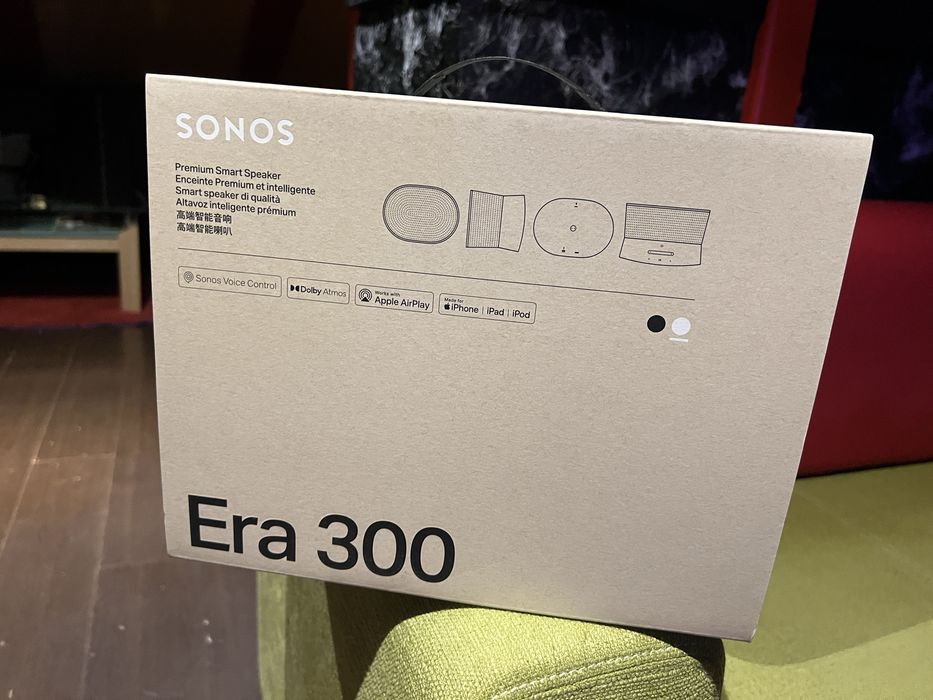 SONOS
Premium Smart Speaker
Enceinte Premium et intelligente
Smart speaker di qualità
Altavoz inteligente prémium
高端智能音响
高端智能喇叭
Sonos Voice Control
Dolby Atmos
Works with
Apple AirPlay
Made for
iPhone | iPad | iPod
Era 300